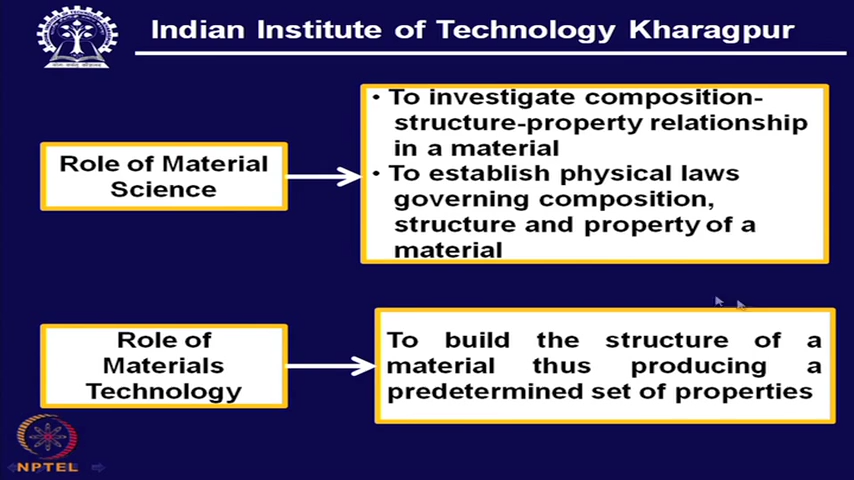 Indian Institute of Technology Kharagpur
Role of Material
Science
• To investigate composition-
structure-property relationship
in a material
• To establish physical laws
governing composition,
structure and property of a
material
Role of
Materials
Technology
To build the structure of a
material thus producing a
predetermined set of properties
NPTEL